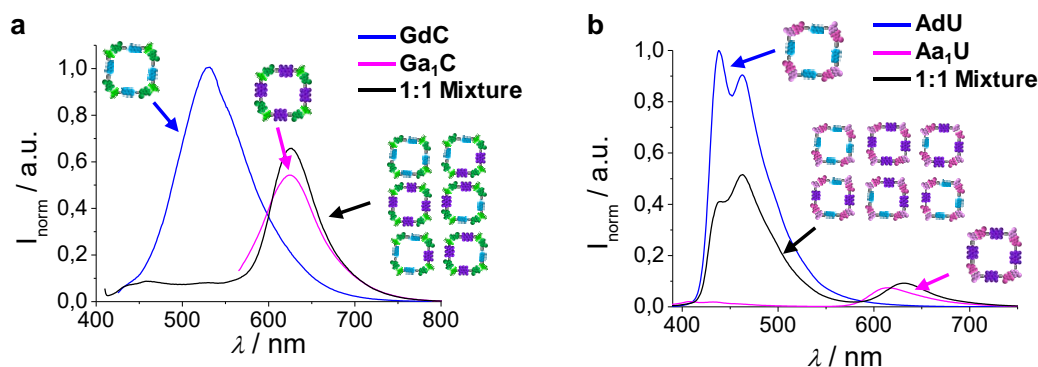 a
GdC
Ga₁C
1:1 Mixture
1,0
0,8
0,6
0,4
0,2
0,0
I norm / a.u.
400 500 600 700 800
λ / nm
b
AdU
Aa₁U
1:1 Mixture
1,0
0,8
0,6
0,4
0,2
0,0
I norm / a.u.
400 500 600 700
λ / nm